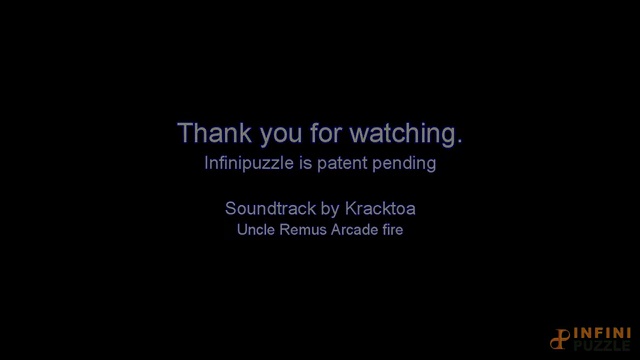 Thank you for watching.
Infinipuzzle is patent pending
Soundtrack by Kracktoa
Uncle Remus Arcade fire
INFINI
PUZZLE